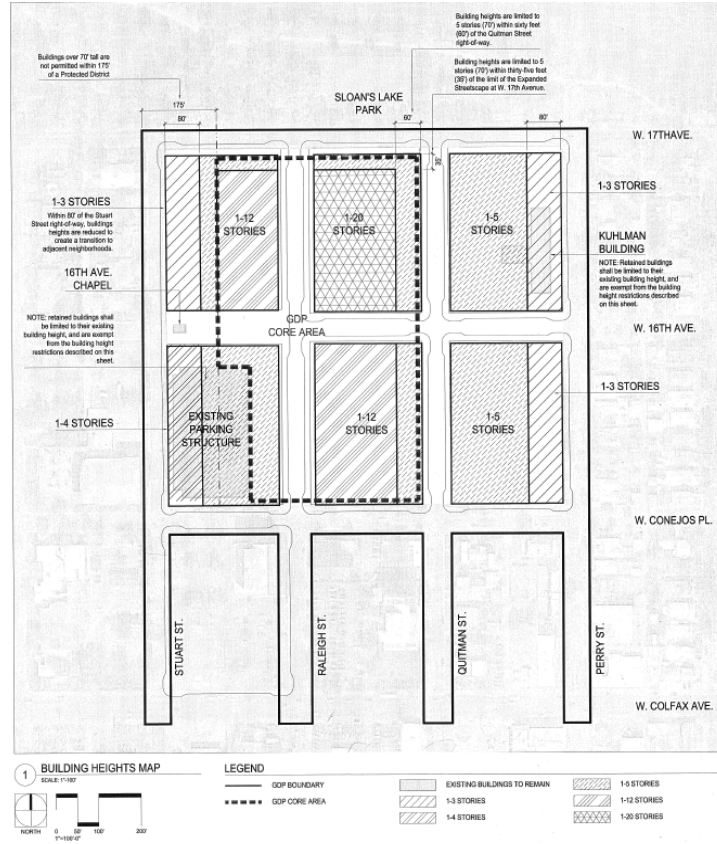 Building heights are limited to
5 stories (70') within sixty feet
(60') of the Quitman Street
right-of-way.
Buildings over 70' tall are
not permitted within 175'
of a Protected District
Building heights are limited to 5
stories (70') within thirty-five feet
(35') of the limit of the Expanded
Streetscape at W. 17th Avenue.
SLOAN'S LAKE
PARK
175'
80'
60'
80'
35'
W. 17THAVE.
1-3 STORIES
Within 80' of the Stuart
Street right-of-way, buildings
heights are reduced to
create a transition to
adjacent neighborhoods.
1-12
STORIES
1-20
STORIES
1-5
STORIES
1-3 STORIES
KUHLMAN
BUILDING
NOTE: Retained buildings
shall be limited to their
existing building height, and
are exempt from the building
height restrictions described
on this sheet.
16TH AVE.
CHAPEL
NOTE: retained buildings shall
be limited to their existing
building height, and are exempt
from the building height
restrictions described on this
sheet.
GDP
CORE AREA
W. 16TH AVE.
1-4 STORIES
EXISTING
PARKING
STRUCTURE
1-12
STORIES
1-5
STORIES
1-3 STORIES
W. CONEJOS PL.
STUART ST.
RALEIGH ST.
QUITMAN ST.
PERRY ST.
W. COLFAX AVE.
1 BUILDING HEIGHTS MAP
SCALE: 1"-100'
NORTH
0 50' 100' 200'
1"=100'-0"
LEGEND
GDP BOUNDARY
GDP CORE AREA
EXISTING BUILDINGS TO REMAIN
1-3 STORIES
1-4 STORIES
1-5 STORIES
1-12 STORIES
1-20 STORIES